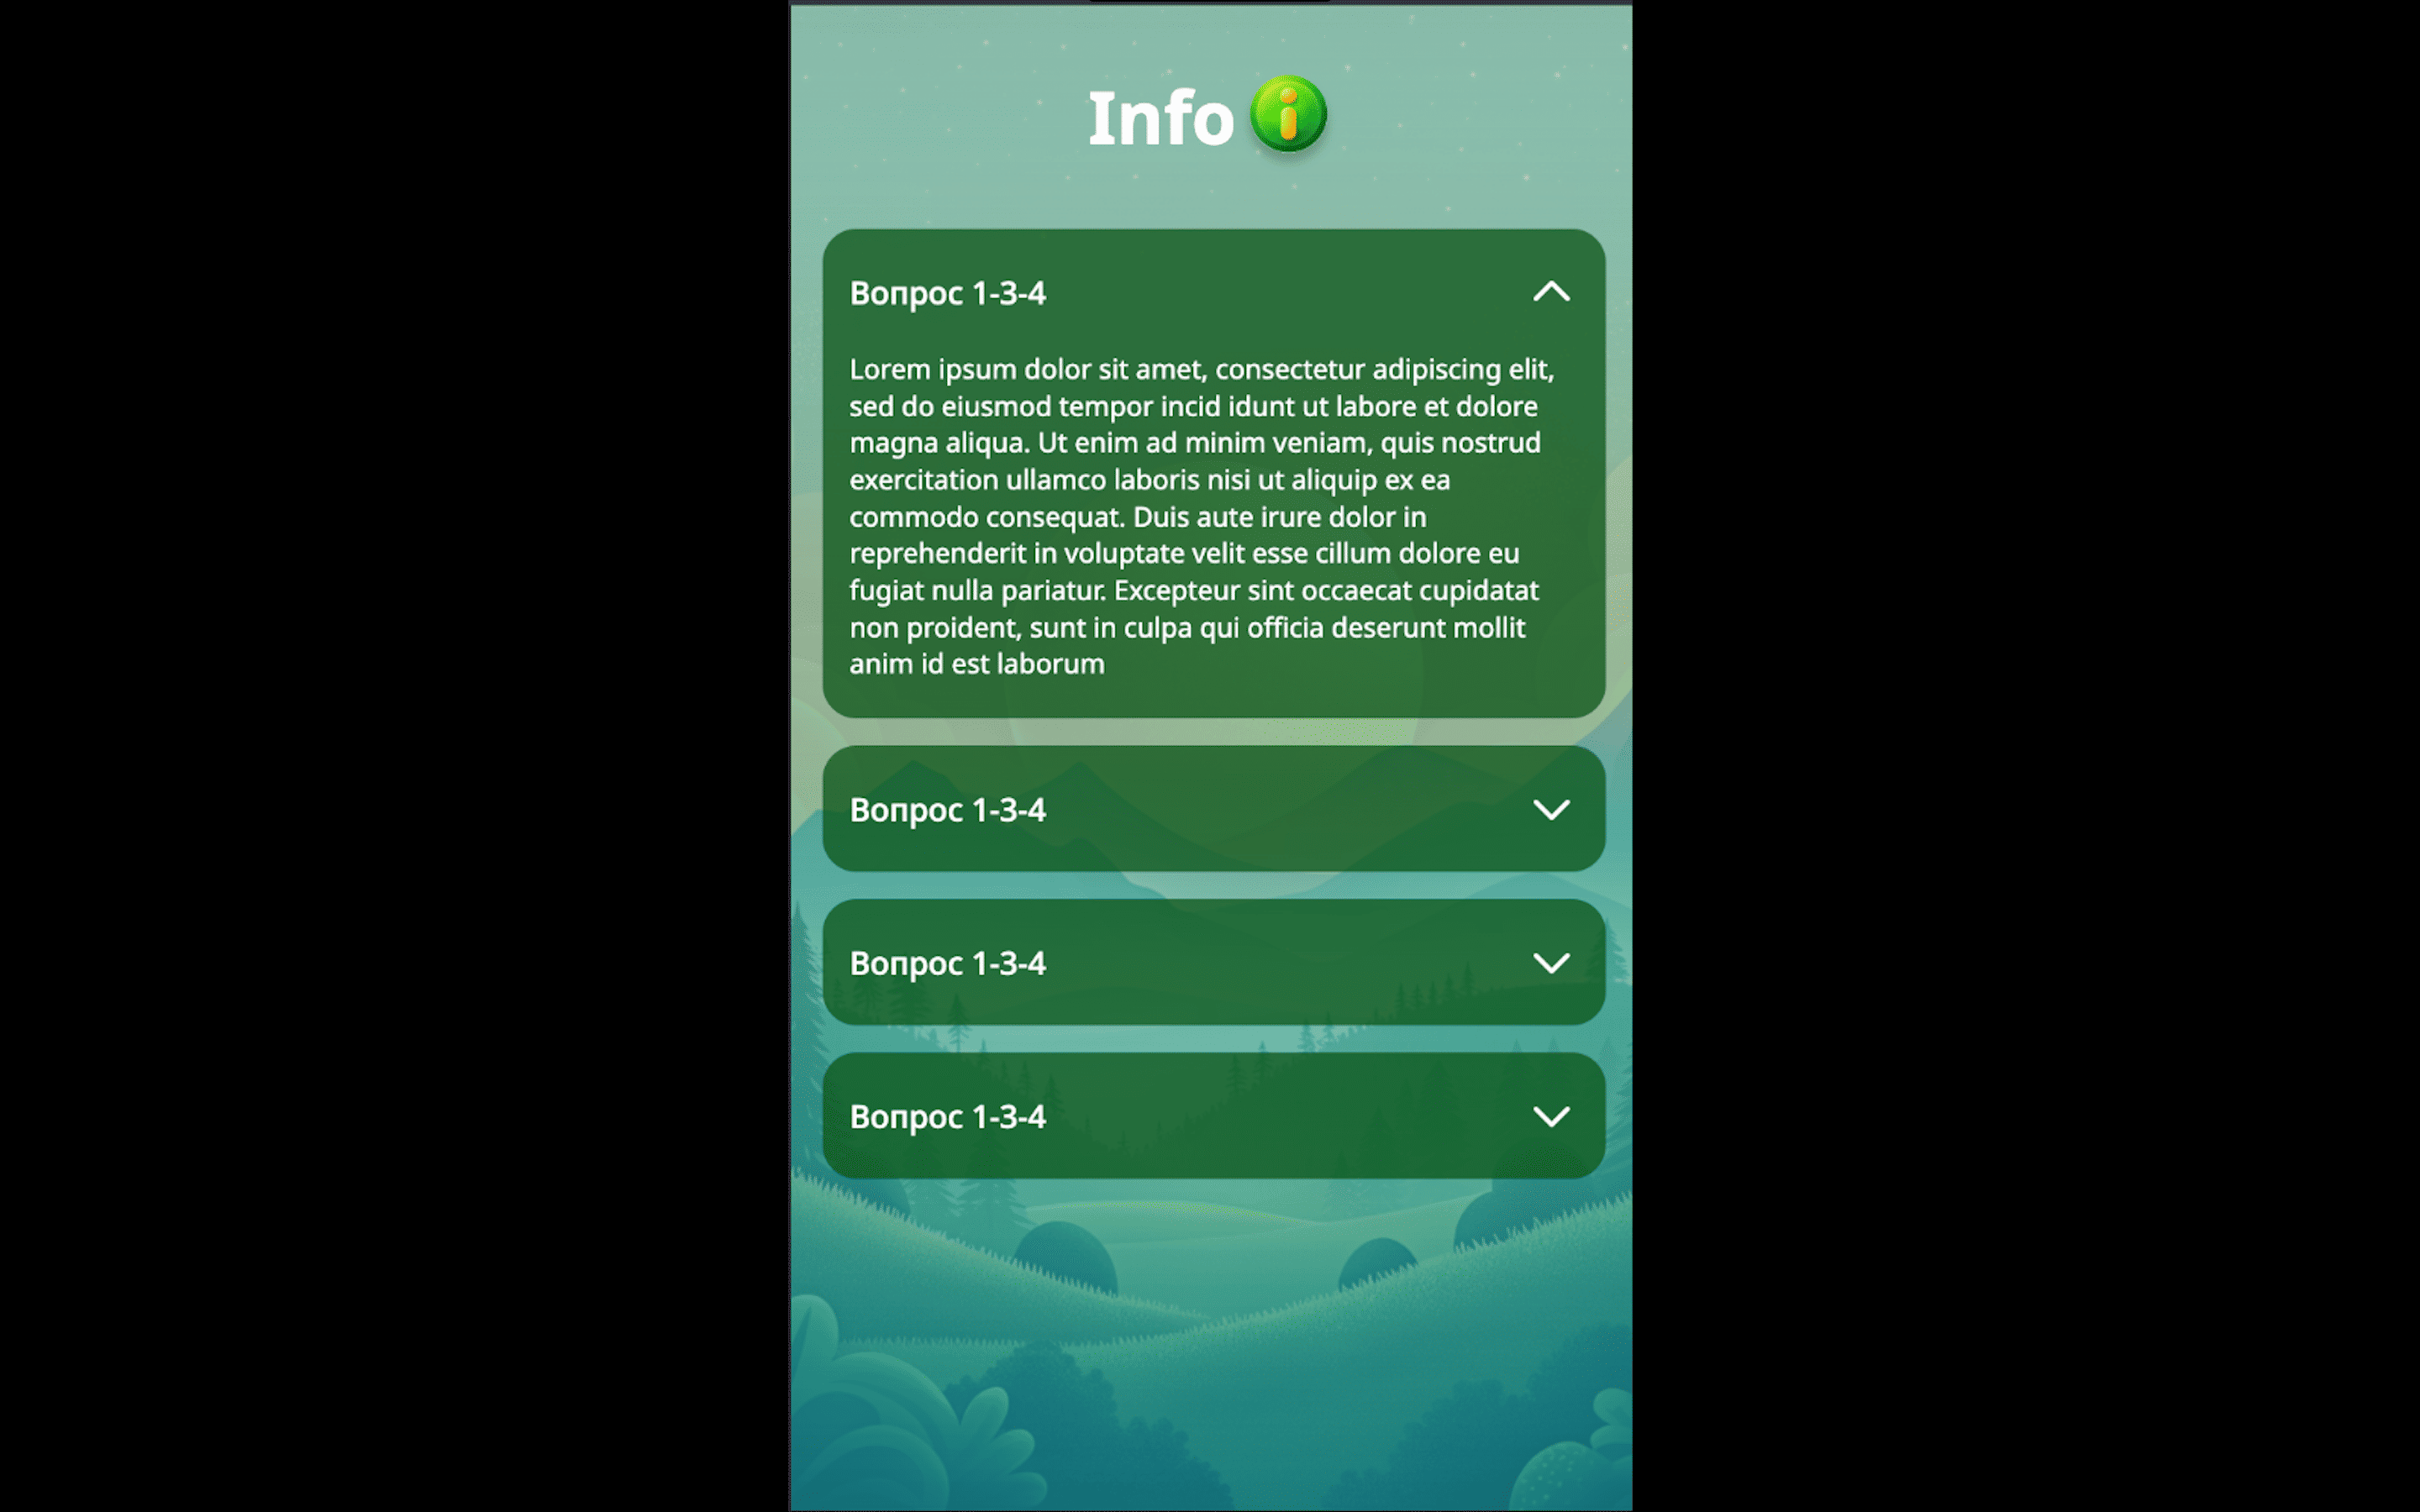 Info
Вопрос 1-3-4
Lorem ipsum dolor sit amet, consectetur adipiscing elit,
sed do eiusmod tempor incid idunt ut labore et dolore
magna aliqua. Ut enim ad minim veniam, quis nostrud
exercitation ullamco laboris nisi ut aliquip ex ea
commodo consequat. Duis aute irure dolor in
reprehenderit in voluptate velit esse cillum dolore eu
fugiat nulla pariatur. Excepteur sint occaecat cupidatat
non proident, sunt in culpa qui officia deserunt mollit
anim id est laborum
Вопрос 1-3-4
Вопрос 1-3-4
Вопрос 1-3-4